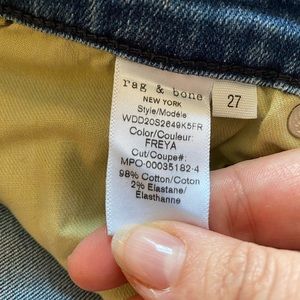 rag & bone
NEW YORK
Style/Modèle
WDD20S2649K5FR
Color/Couleur:
FREYA
Cut/Coupe#:
MPO-00035182-4
98% Cotton/Coton
2% Elastane/
Élasthanne
27